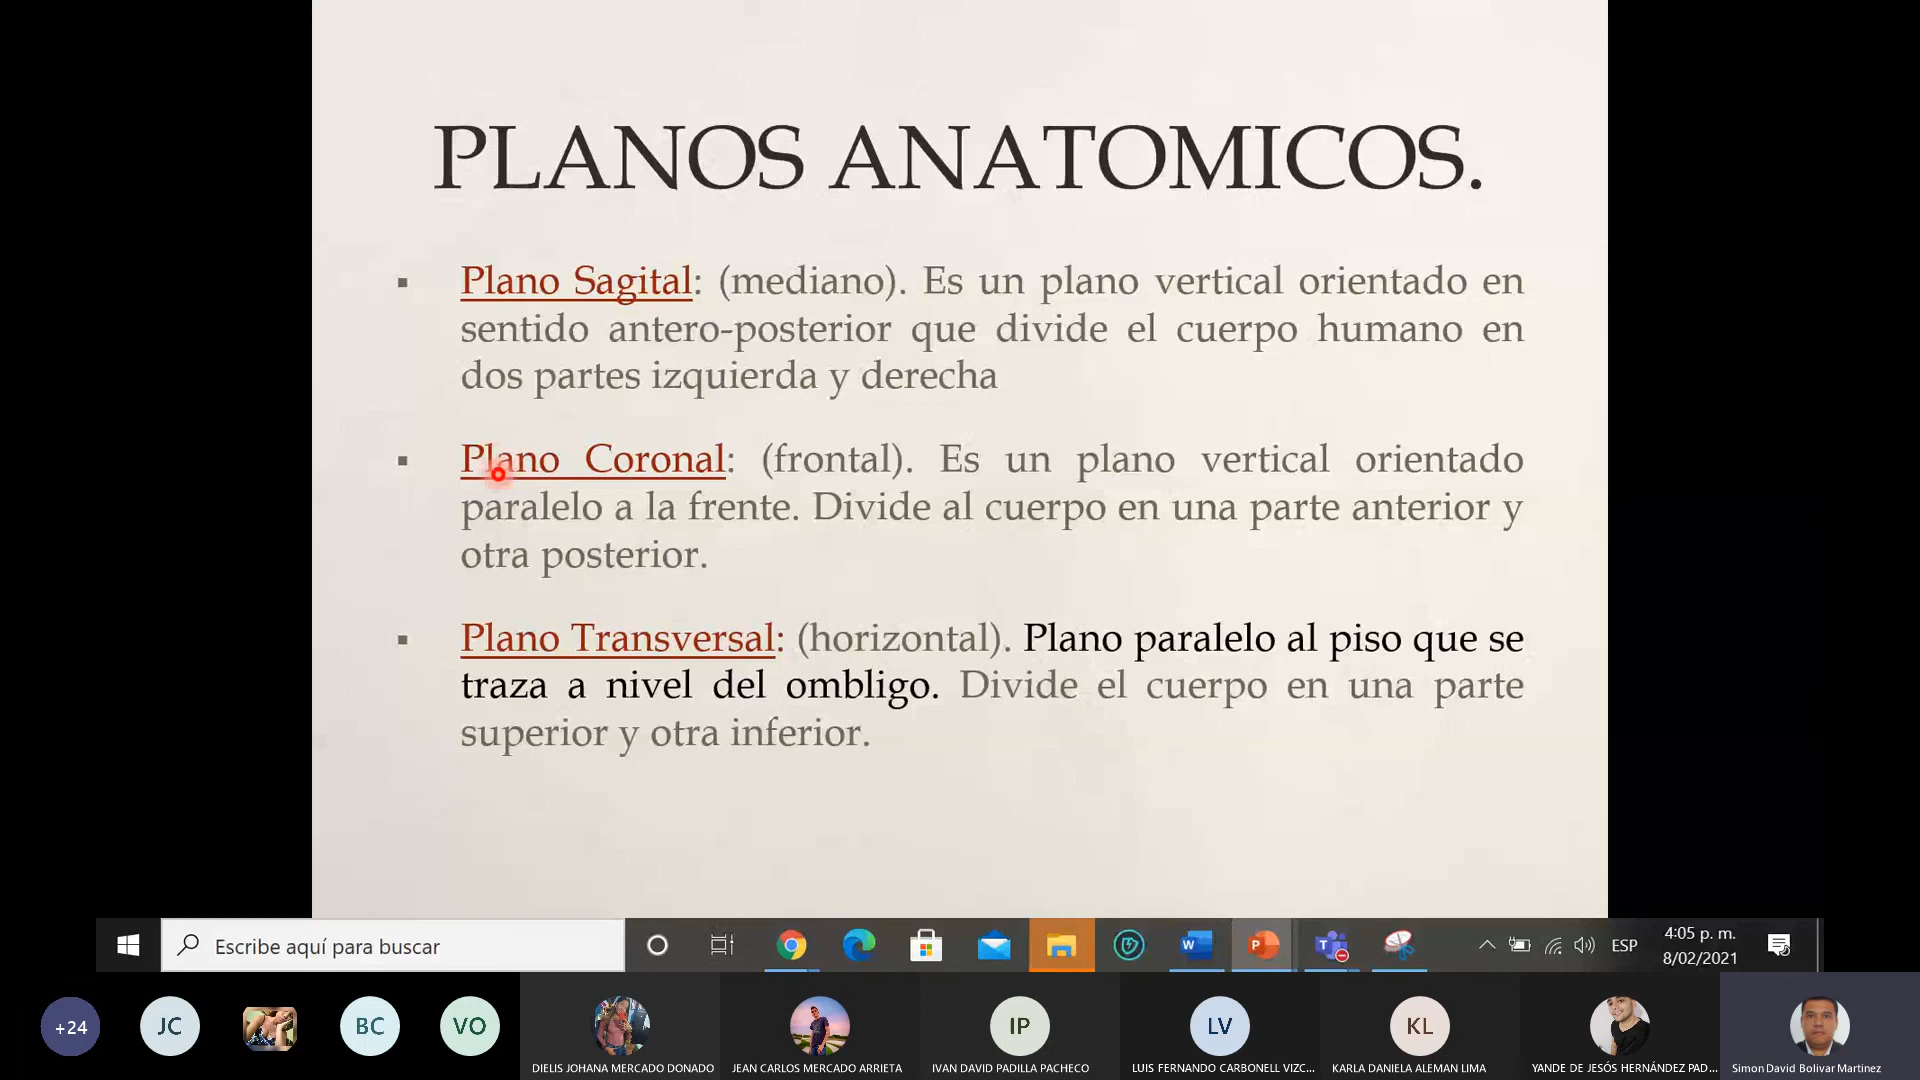 PLANOS ANATOMICOS.
▪ Plano Sagital: (mediano). Es un plano vertical orientado en
sentido antero-posterior que divide el cuerpo humano en
dos partes izquierda y derecha
▪ Plano Coronal: (frontal). Es un plano vertical orientado
paralelo a la frente. Divide al cuerpo en una parte anterior y
otra posterior.
▪ Plano Transversal: (horizontal). Plano paralelo al piso que se
traza a nivel del ombligo. Divide el cuerpo en una parte
superior y otra inferior.
Escribe aquí para buscar
ESP
4:05 p. m.
8/02/2021
+24
JC
BC
VO
IP
LV
KL
DIELIS JOHANA MERCADO DONADO
JEAN CARLOS MERCADO ARRIETA
IVAN DAVID PADILLA PACHECO
LUIS FERNANDO CARBONELL VIZC...
KARLA DANIELA ALEMAN LIMA
YANDE DE JESÚS HERNÁNDEZ PAD...
Simon David Bolivar Martinez